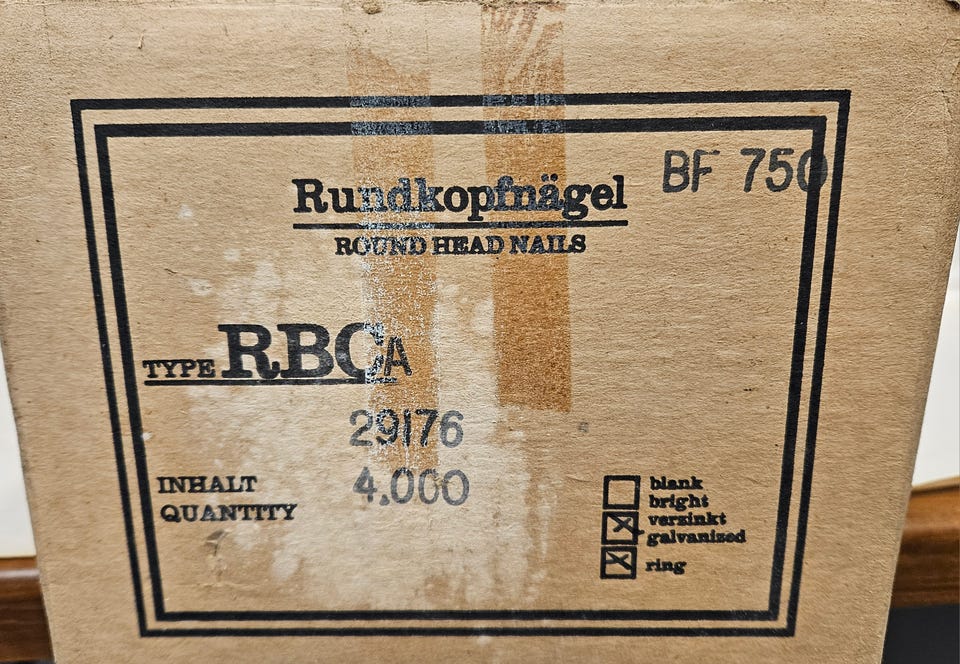 BF 750
Rundkopfnägel
ROUND HEAD NAILS
TYPE RBCA
29176
INHALT 4.000
QUANTITY
blank
bright
verzinkt
galvanized
ring